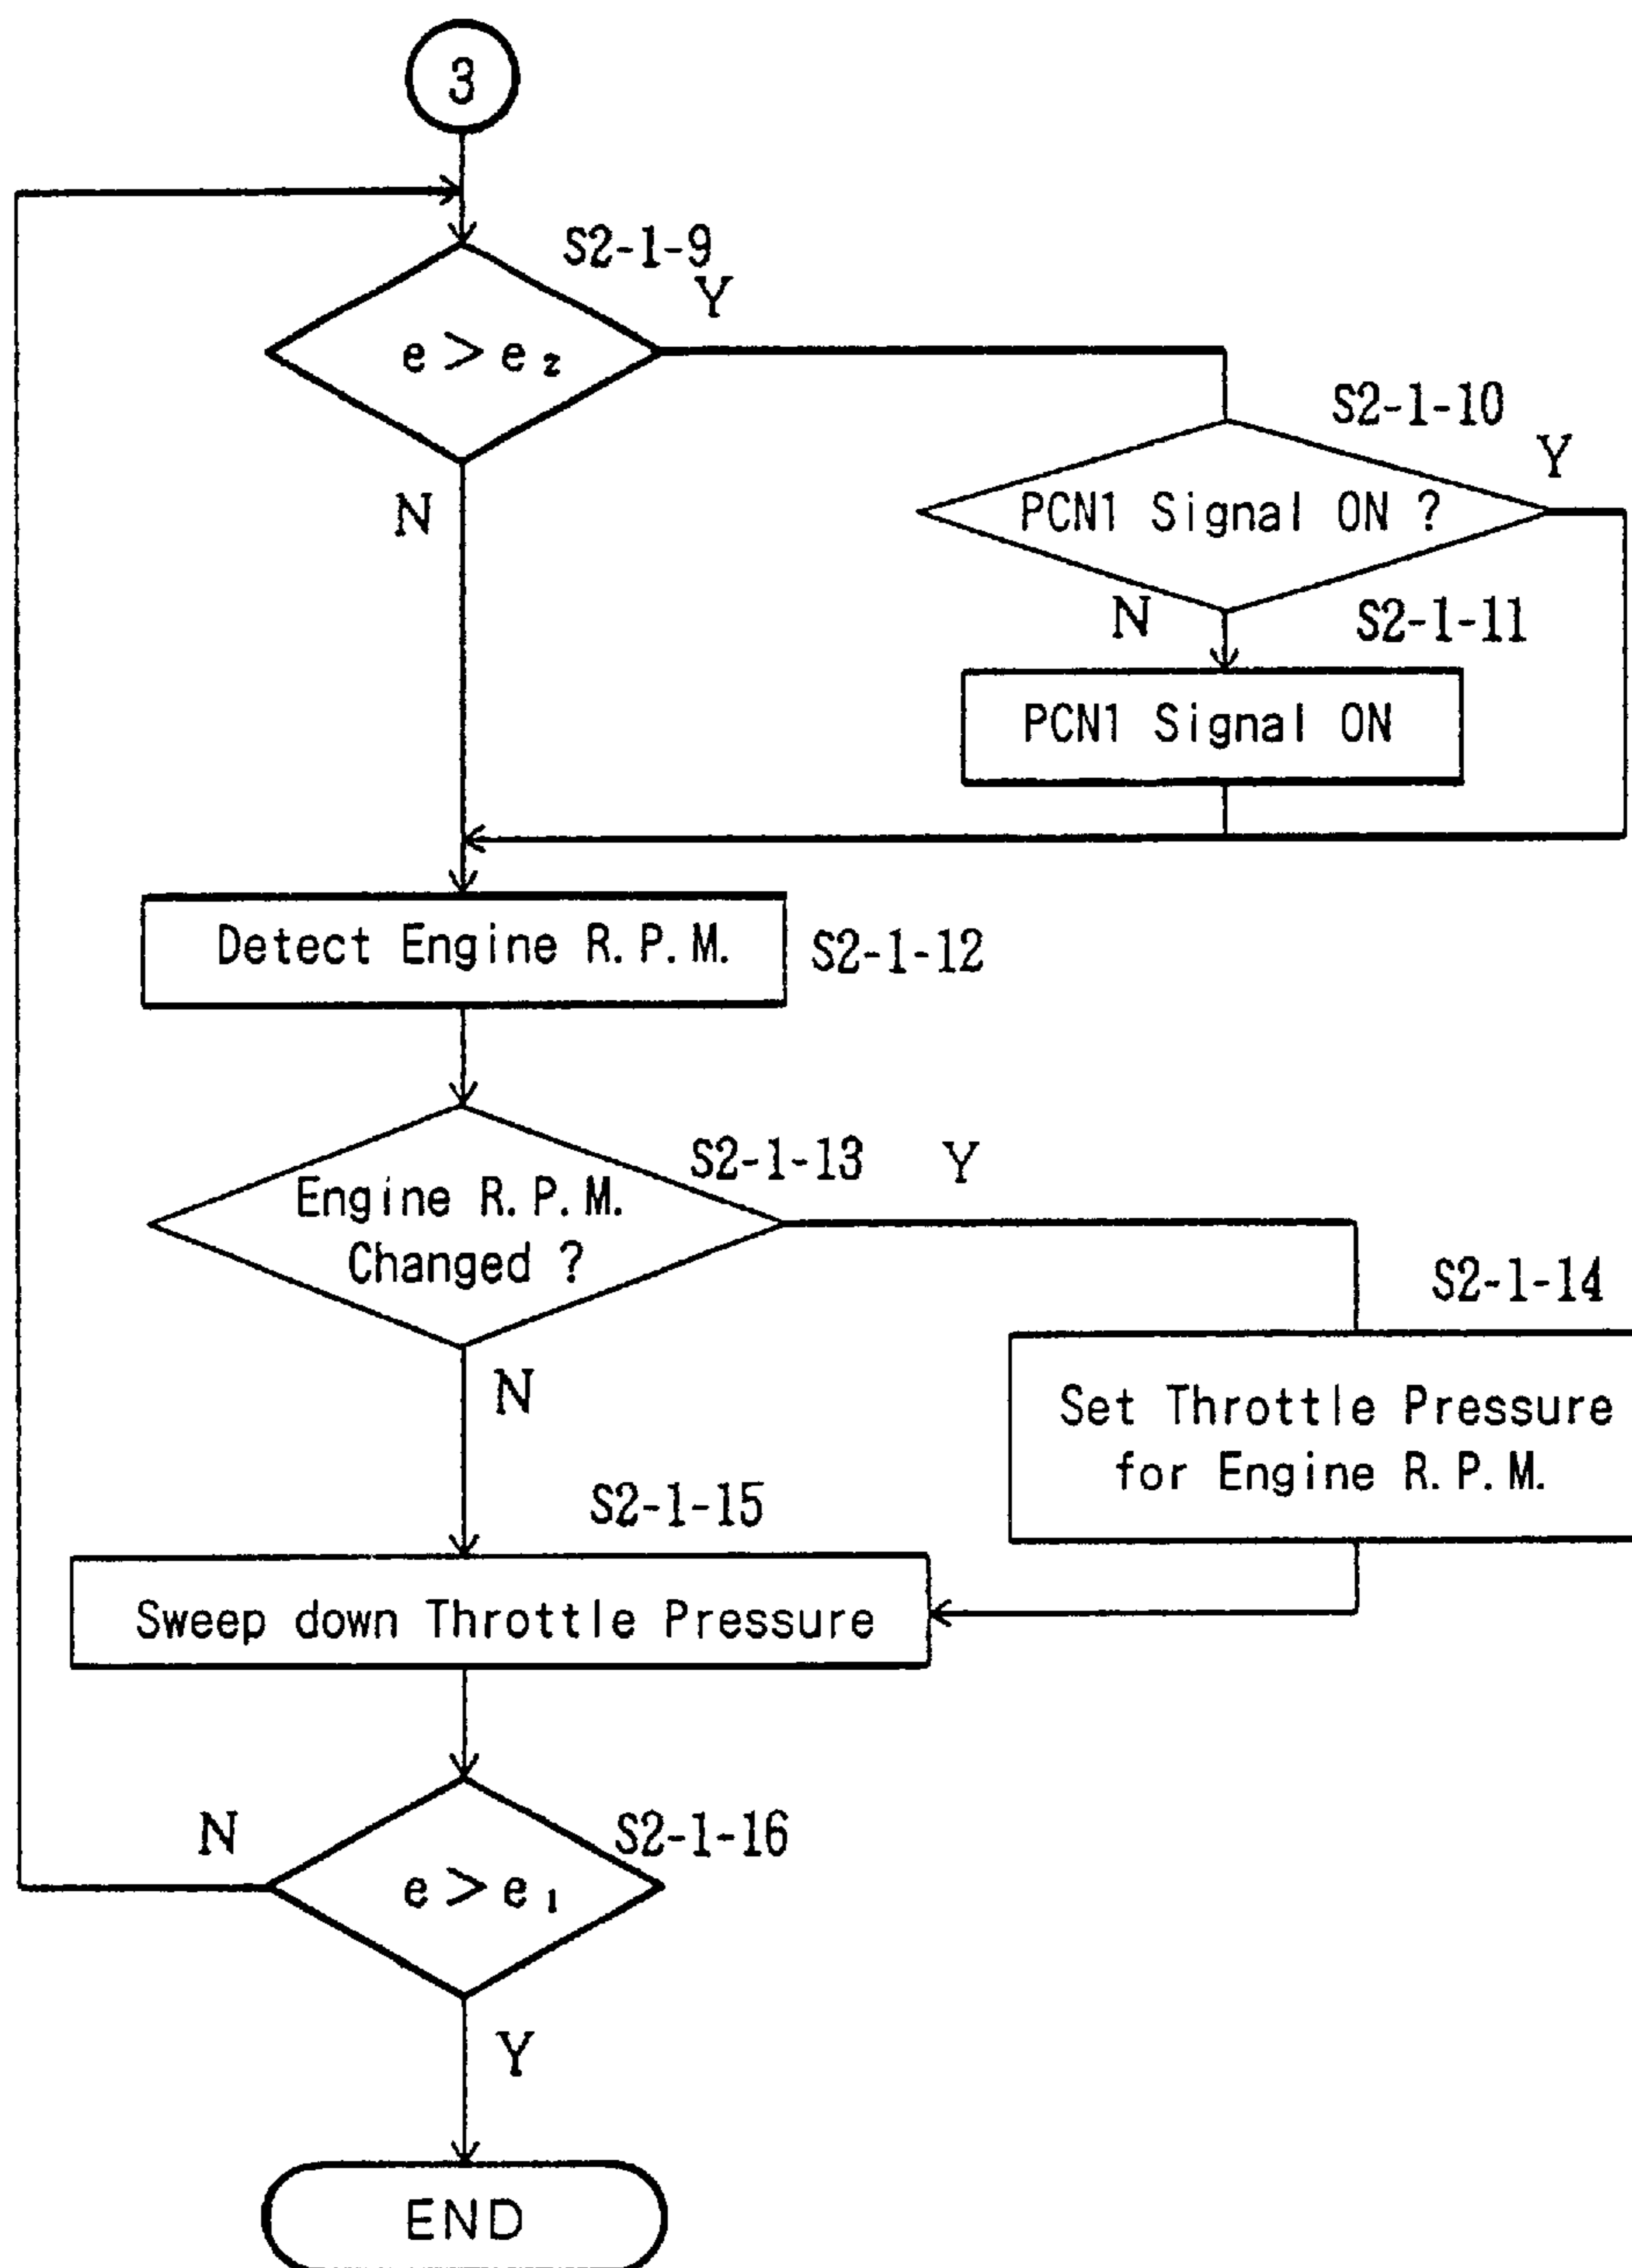 3
S2-1-9
Y
e > e₂
S2-1-10
Y
N
PCN1 Signal ON ?
N
S2-1-11
PCN1 Signal ON
Detect Engine R.P.M.
S2-1-12
S2-1-13
Y
Engine R.P.M.
Changed ?
S2-1-14
N
Set Throttle Pressure
for Engine R.P.M.
S2-1-15
Sweep down Throttle Pressure
N
S2-1-16
e > e₁
Y
END